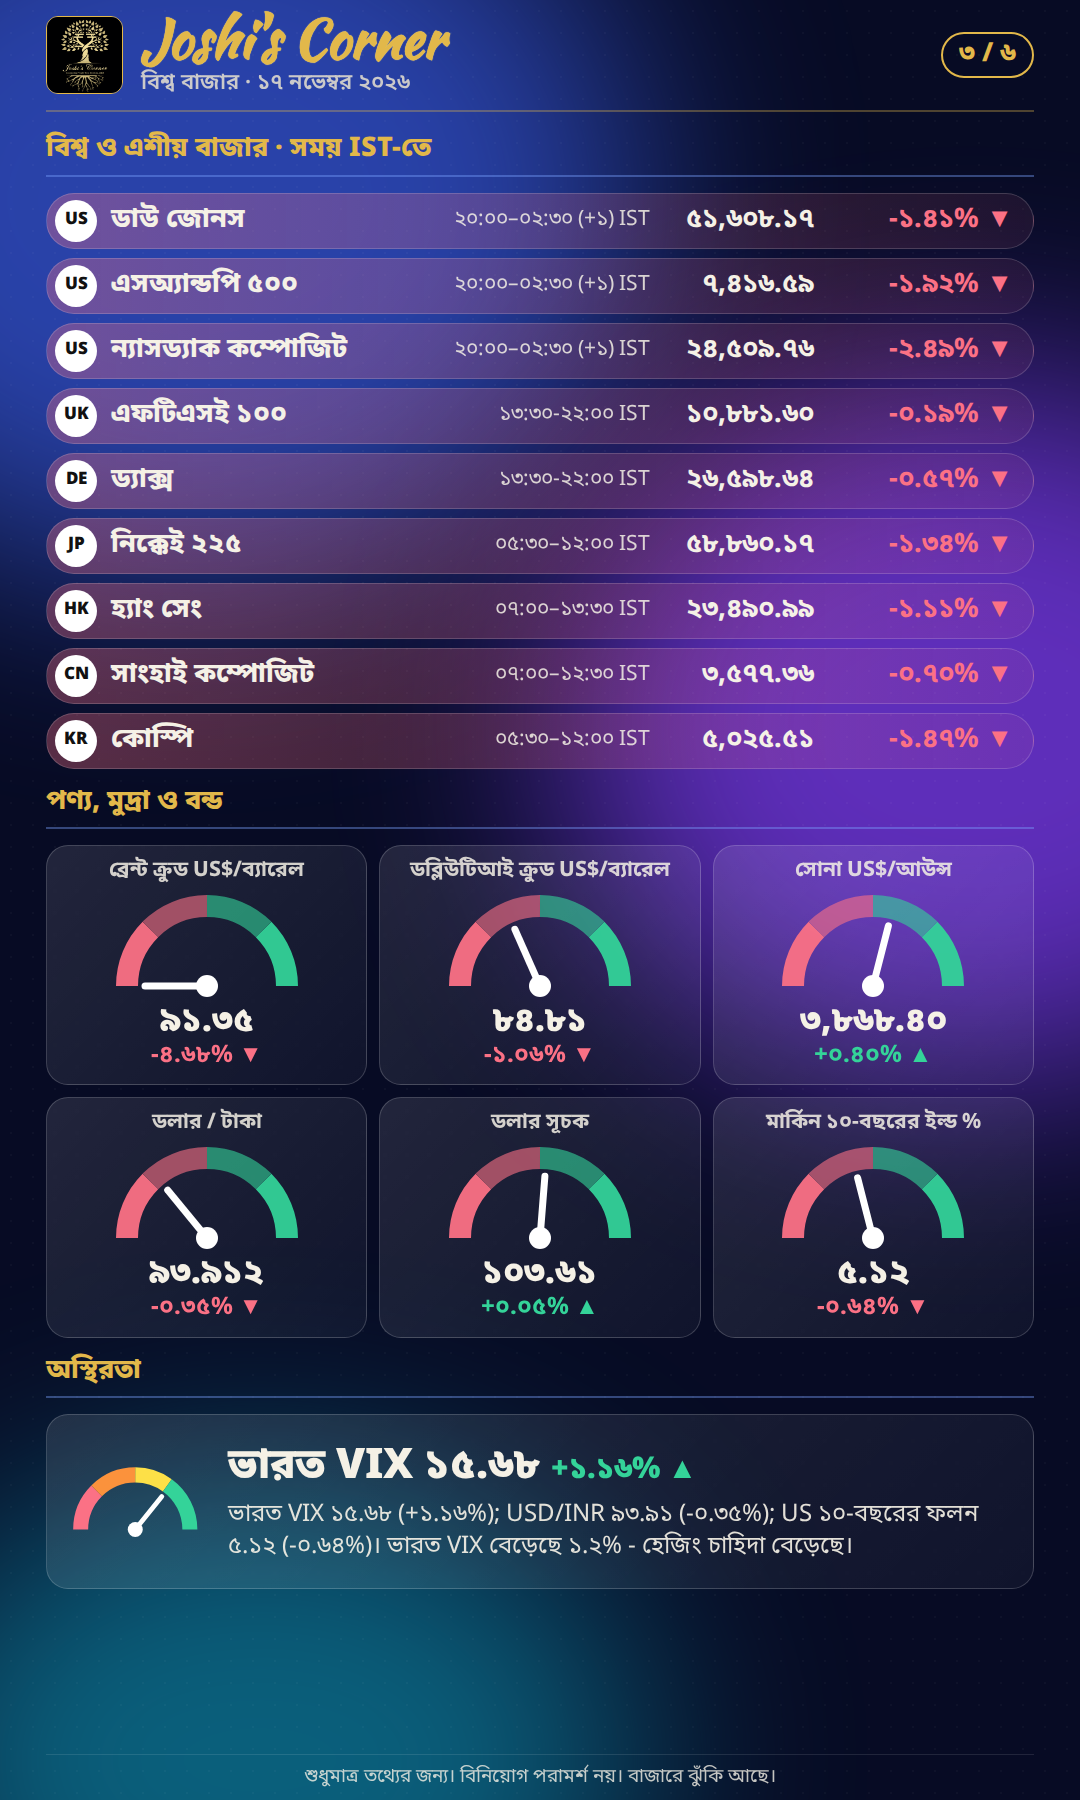 Joshi's Corner
বিশ্ব বাজার · ১৭ নভেম্বর ২০২৬
৩ / ৬
বিশ্ব ও এশীয় বাজার · সময় IST-তে
US ডাউ জোনস ২০:০০–০২:৩০ (+১) IST ৫১,৬০৮.১৭ -১.৪১% ▼
US এসঅ্যান্ডপি ৫০০ ২০:০০–০২:৩০ (+১) IST ৭,৪১৬.৫৯ -১.৯২% ▼
US ন্যাসড্যাক কম্পোজিট ২০:০০–০২:৩০ (+১) IST ২৪,৫০৯.৭৬ -২.৪৯% ▼
UK এফটিএসই ১০০ ১৩:৩০-২২:০০ IST ১০,৮৮১.৬০ -০.১৯% ▼
DE ড্যাক্স ১৩:৩০-২২:০০ IST ২৬,৫৯৮.৬৪ -০.৫৭% ▼
JP নিক্কেই ২২৫ ০৫:৩০–১২:০০ IST ৫৮,৮৬০.১৭ -১.৩৪% ▼
HK হ্যাং সেং ০৭:০০–১৩:৩০ IST ২৩,৪৯০.৯৯ -১.১১% ▼
CN সাংহাই কম্পোজিট ০৭:০০–১২:৩০ IST ৩,৫৭৭.৩৬ -০.৭০% ▼
KR কোস্পি ০৫:৩০–১২:০০ IST ৫,০২৫.৫১ -১.৪৭% ▼
পণ্য, মুদ্রা ও বন্ড
ব্রেন্ট ক্রুড US$/ব্যারেল
৯১.৩৫
-৪.৬৮% ▼
ডব্লিউটিআই ক্রুড US$/ব্যারেল
৮৪.৮১
-১.০৬% ▼
সোনা US$/আউন্স
৩,৮৬৮.৪০
+০.৪০% ▲
ডলার / টাকা
৯৩.৯১২
-০.৩৫% ▼
ডলার সূচক
১০৩.৬১
+০.০৫% ▲
মার্কিন ১০-বছরের ইল্ড %
৫.১২
-০.৬৪% ▼
অস্থিরতা
ভারত VIX ১৫.৬৮ +১.১৬% ▲
ভারত VIX ১৫.৬৮ (+১.১৬%); USD/INR ৯৩.৯১ (-০.৩৫%); US ১০-বছরের ফলন
৫.১২ (-০.৬৪%)। ভারত VIX বেড়েছে ১.২% - হেজিং চাহিদা বেড়েছে।
শুধুমাত্র তথ্যের জন্য। বিনিয়োগ পরামর্শ নয়। বাজারে ঝুঁকি আছে।